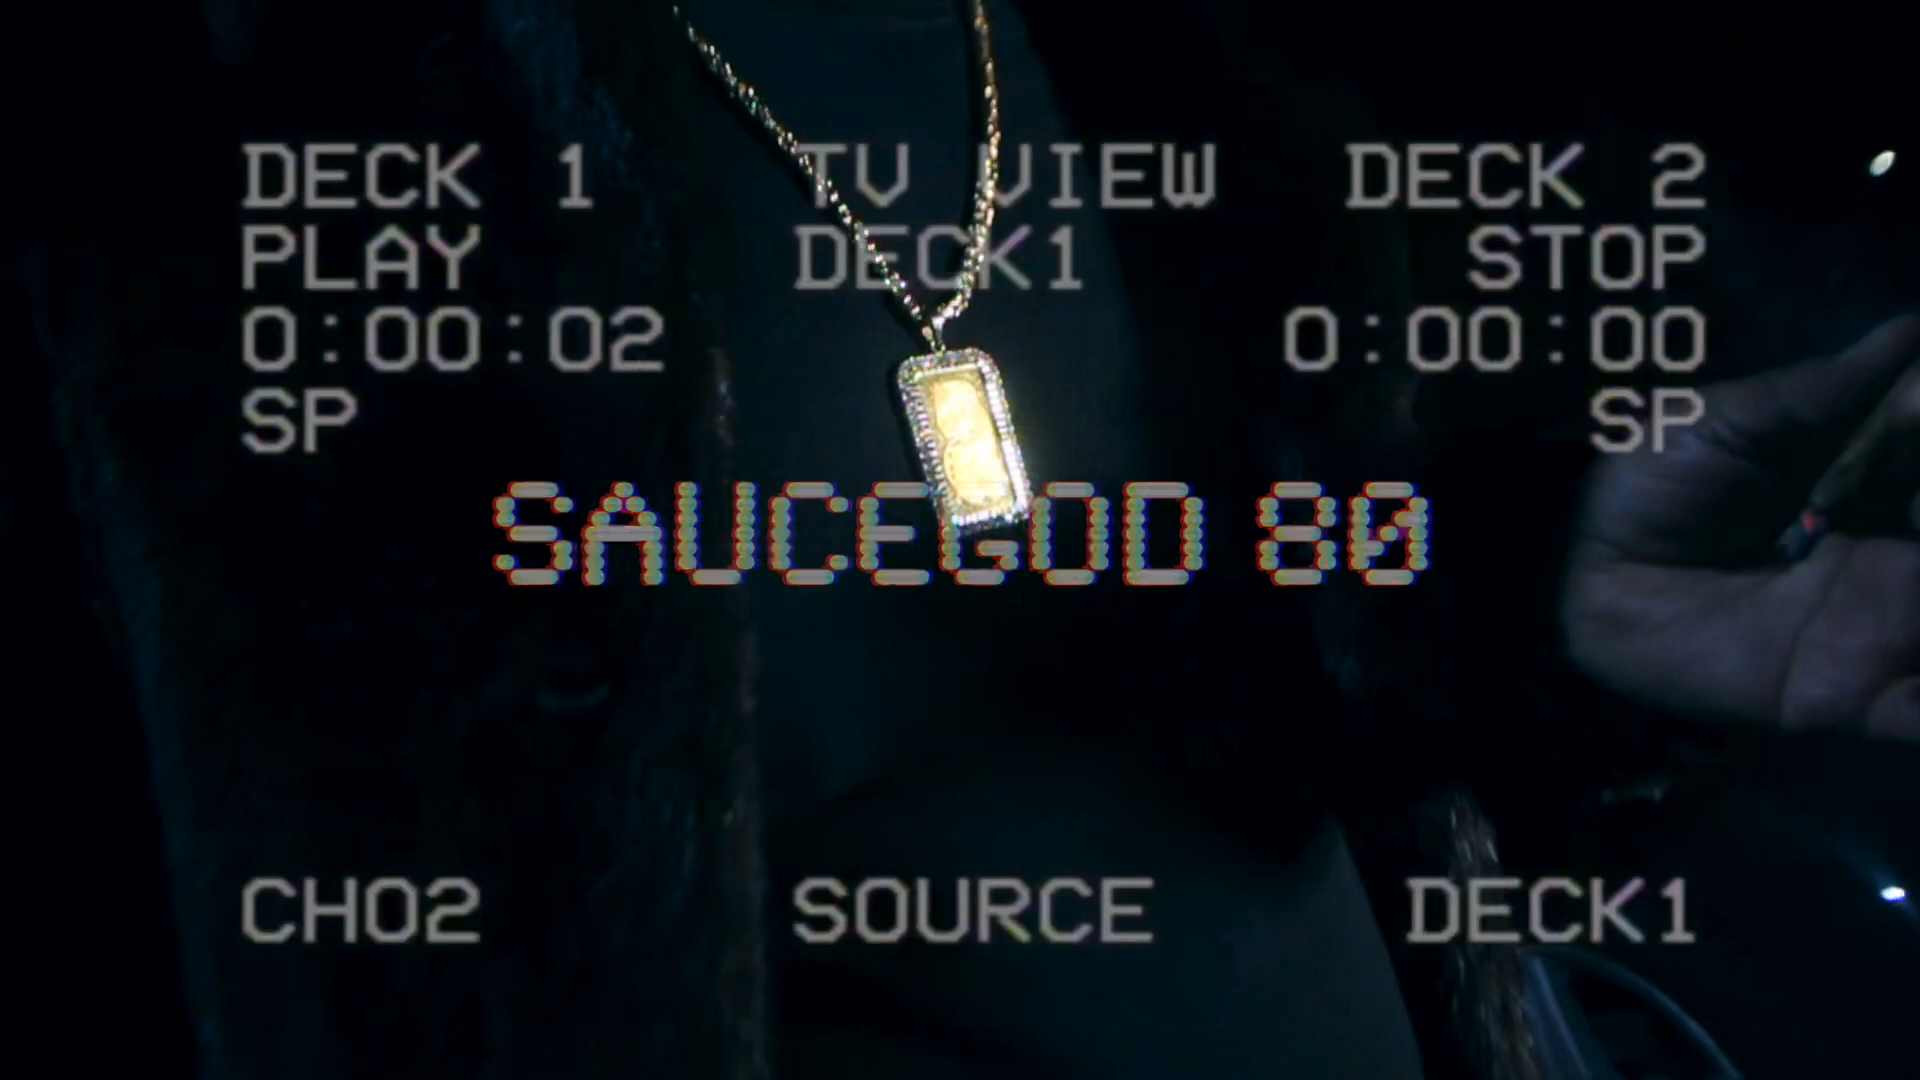 DECK 1 TV VIEW DECK 2
PLAY DECK1 STOP
0:00:02 0:00:00
SP SP
SAUCEGOD 80
CH02 SOURCE DECK1